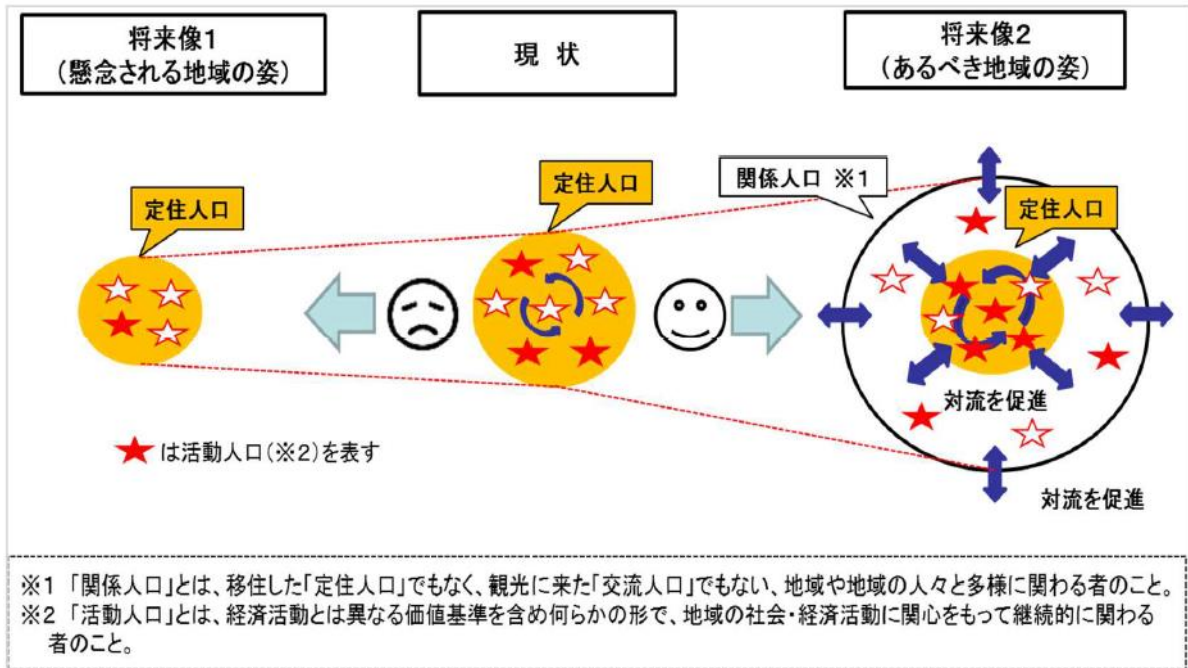 将来像1
（懸念される地域の姿）
現 状
将来像2
（あるべき地域の姿）
定住人口
定住人口
関係人口 ※1
定住人口
対流を促進
★は活動人口(※2)を表す
対流を促進
※1 「関係人口」とは、移住した「定住人口」でもなく、観光に来た「交流人口」でもない、地域や地域の人々と多様に関わる者のこと。
※2 「活動人口」とは、経済活動とは異なる価値基準を含め何らかの形で、地域の社会・経済活動に関心をもって継続的に関わる
者のこと。